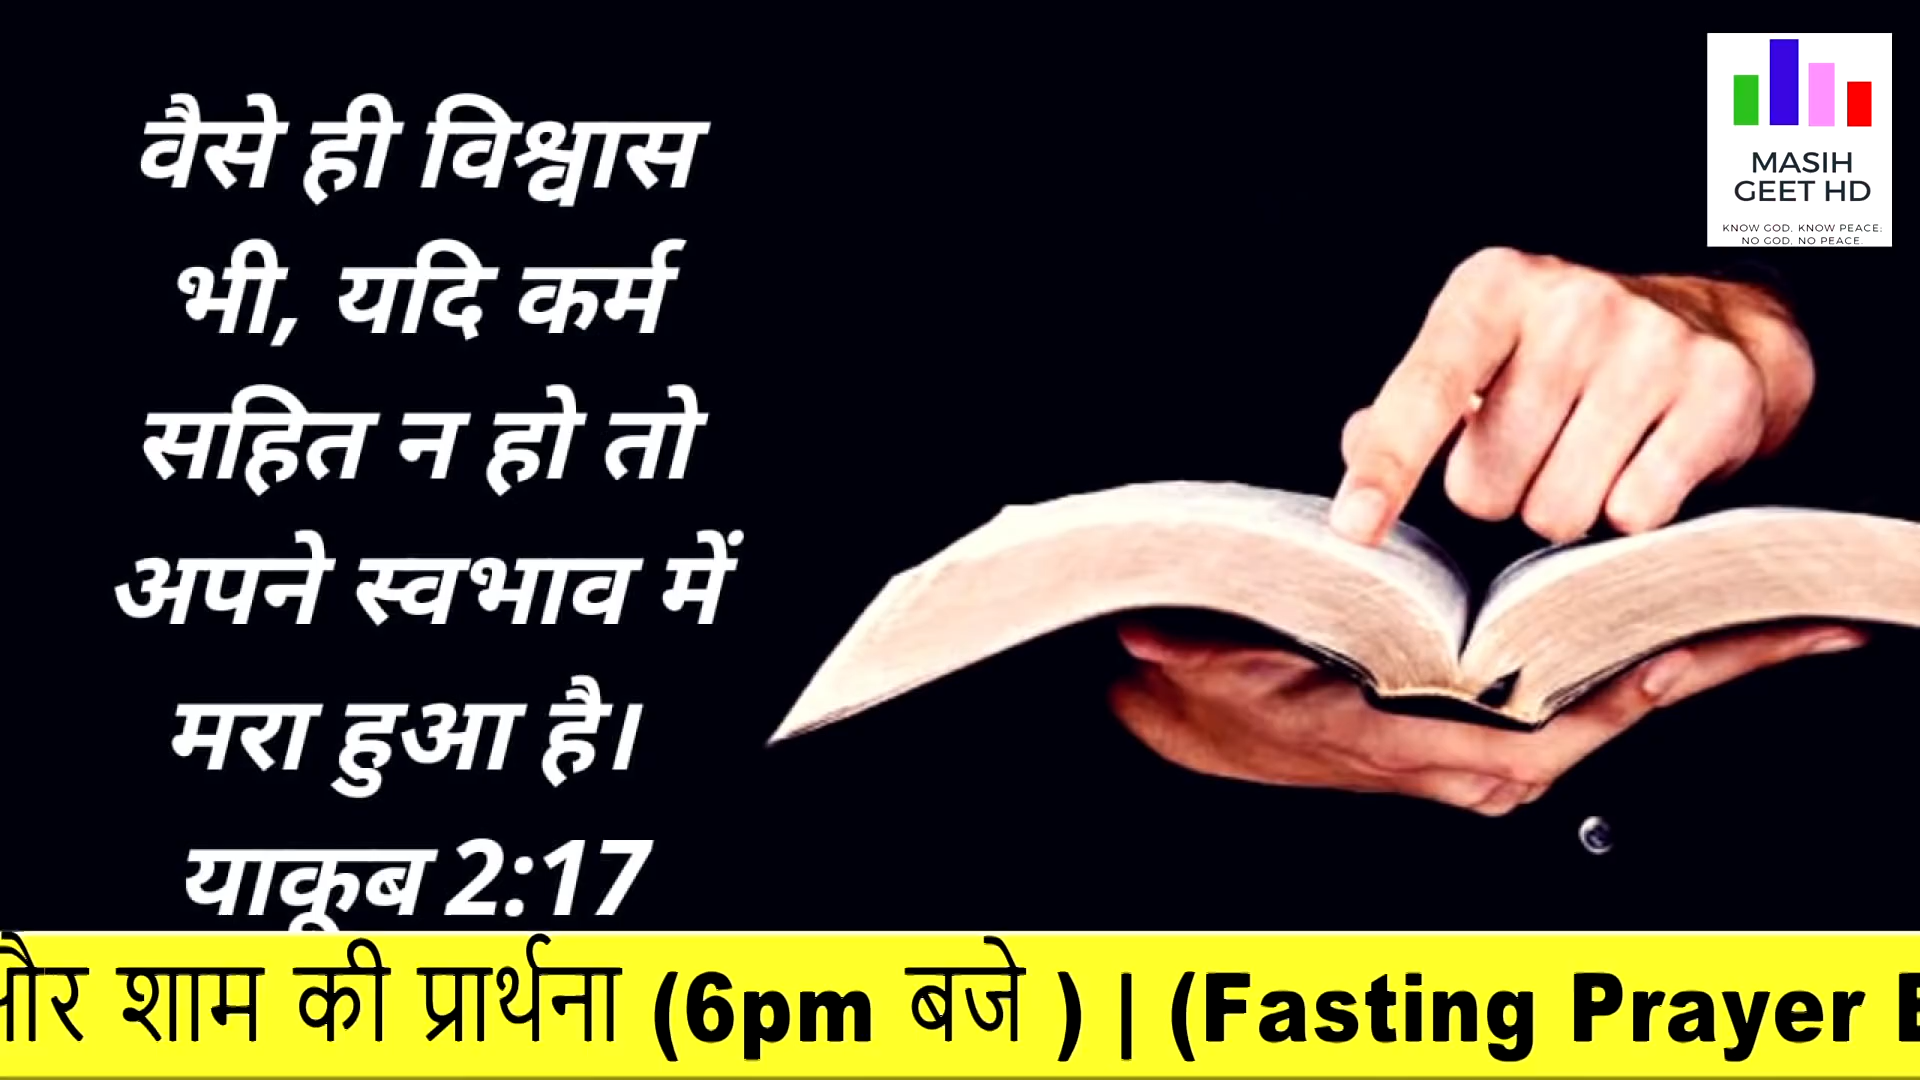 वैसे ही विश्वास
भी, यदि कर्म
सहित न हो तो
अपने स्वभाव में
मरा हुआ है।
याकूब 2:17
MASIH
GEET HD
KNOW GOD, KNOW PEACE;
NO GOD, NO PEACE.
और शाम की प्रार्थना (6pm बजे ) | (Fasting Prayer